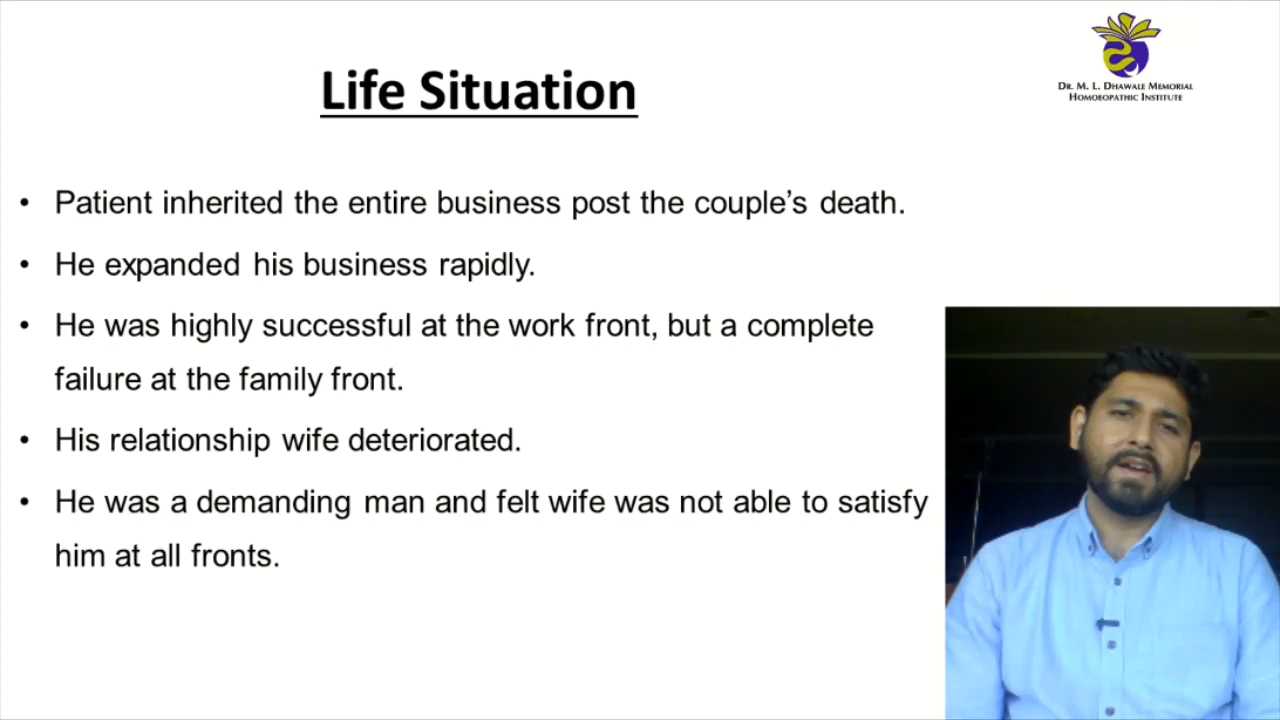 Life Situation
DR. M. L. DHAWALE MEMORIAL
HOMOEOPATHIC INSTITUTE
• Patient inherited the entire business post the couple’s death.
• He expanded his business rapidly.
• He was highly successful at the work front, but a complete
failure at the family front.
• His relationship wife deteriorated.
• He was a demanding man and felt wife was not able to satisfy
him at all fronts.